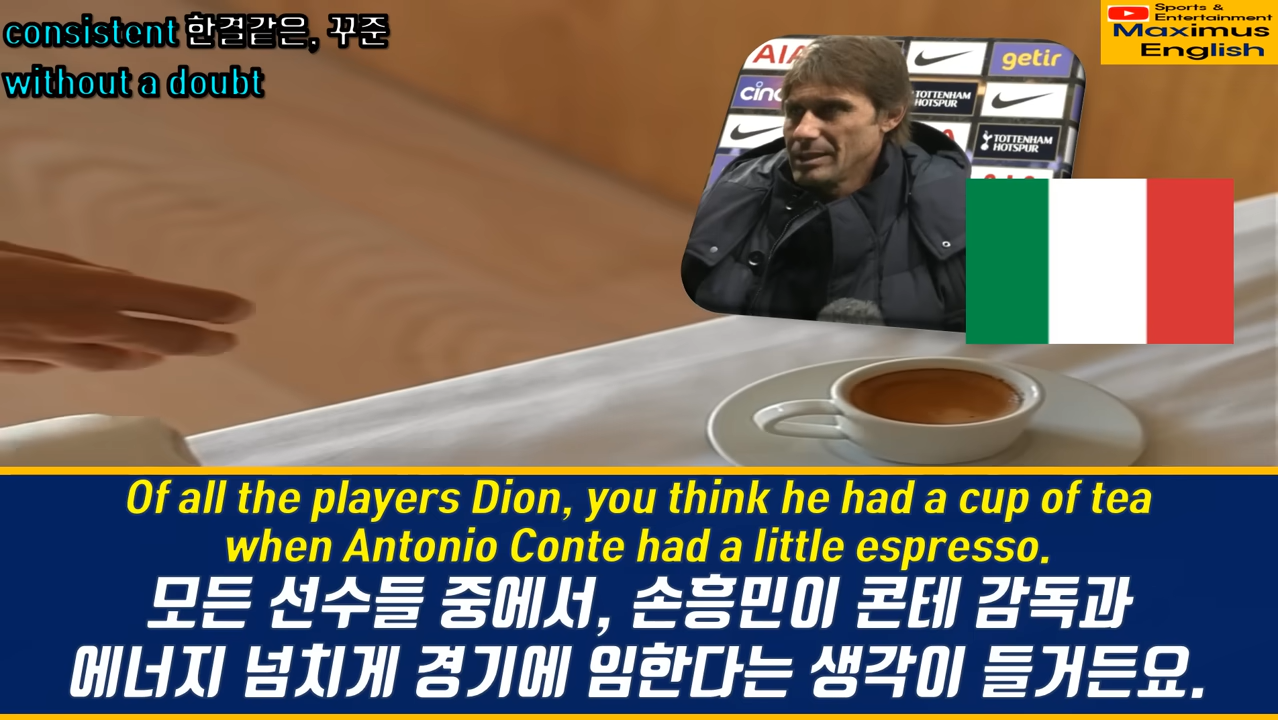 consistent 한결같은, 꾸준
without a doubt
Sports &
Entertainment
Maximus
English
AIA
getir
cinc
TOTTENHAM
HOTSPUR
TOTTENHAM
HOTSPUR
Of all the players Dion, you think he had a cup of tea
when Antonio Conte had a little espresso.
모든 선수들 중에서, 손흥민이 콘테 감독과
에너지 넘치게 경기에 임한다는 생각이 들거든요.